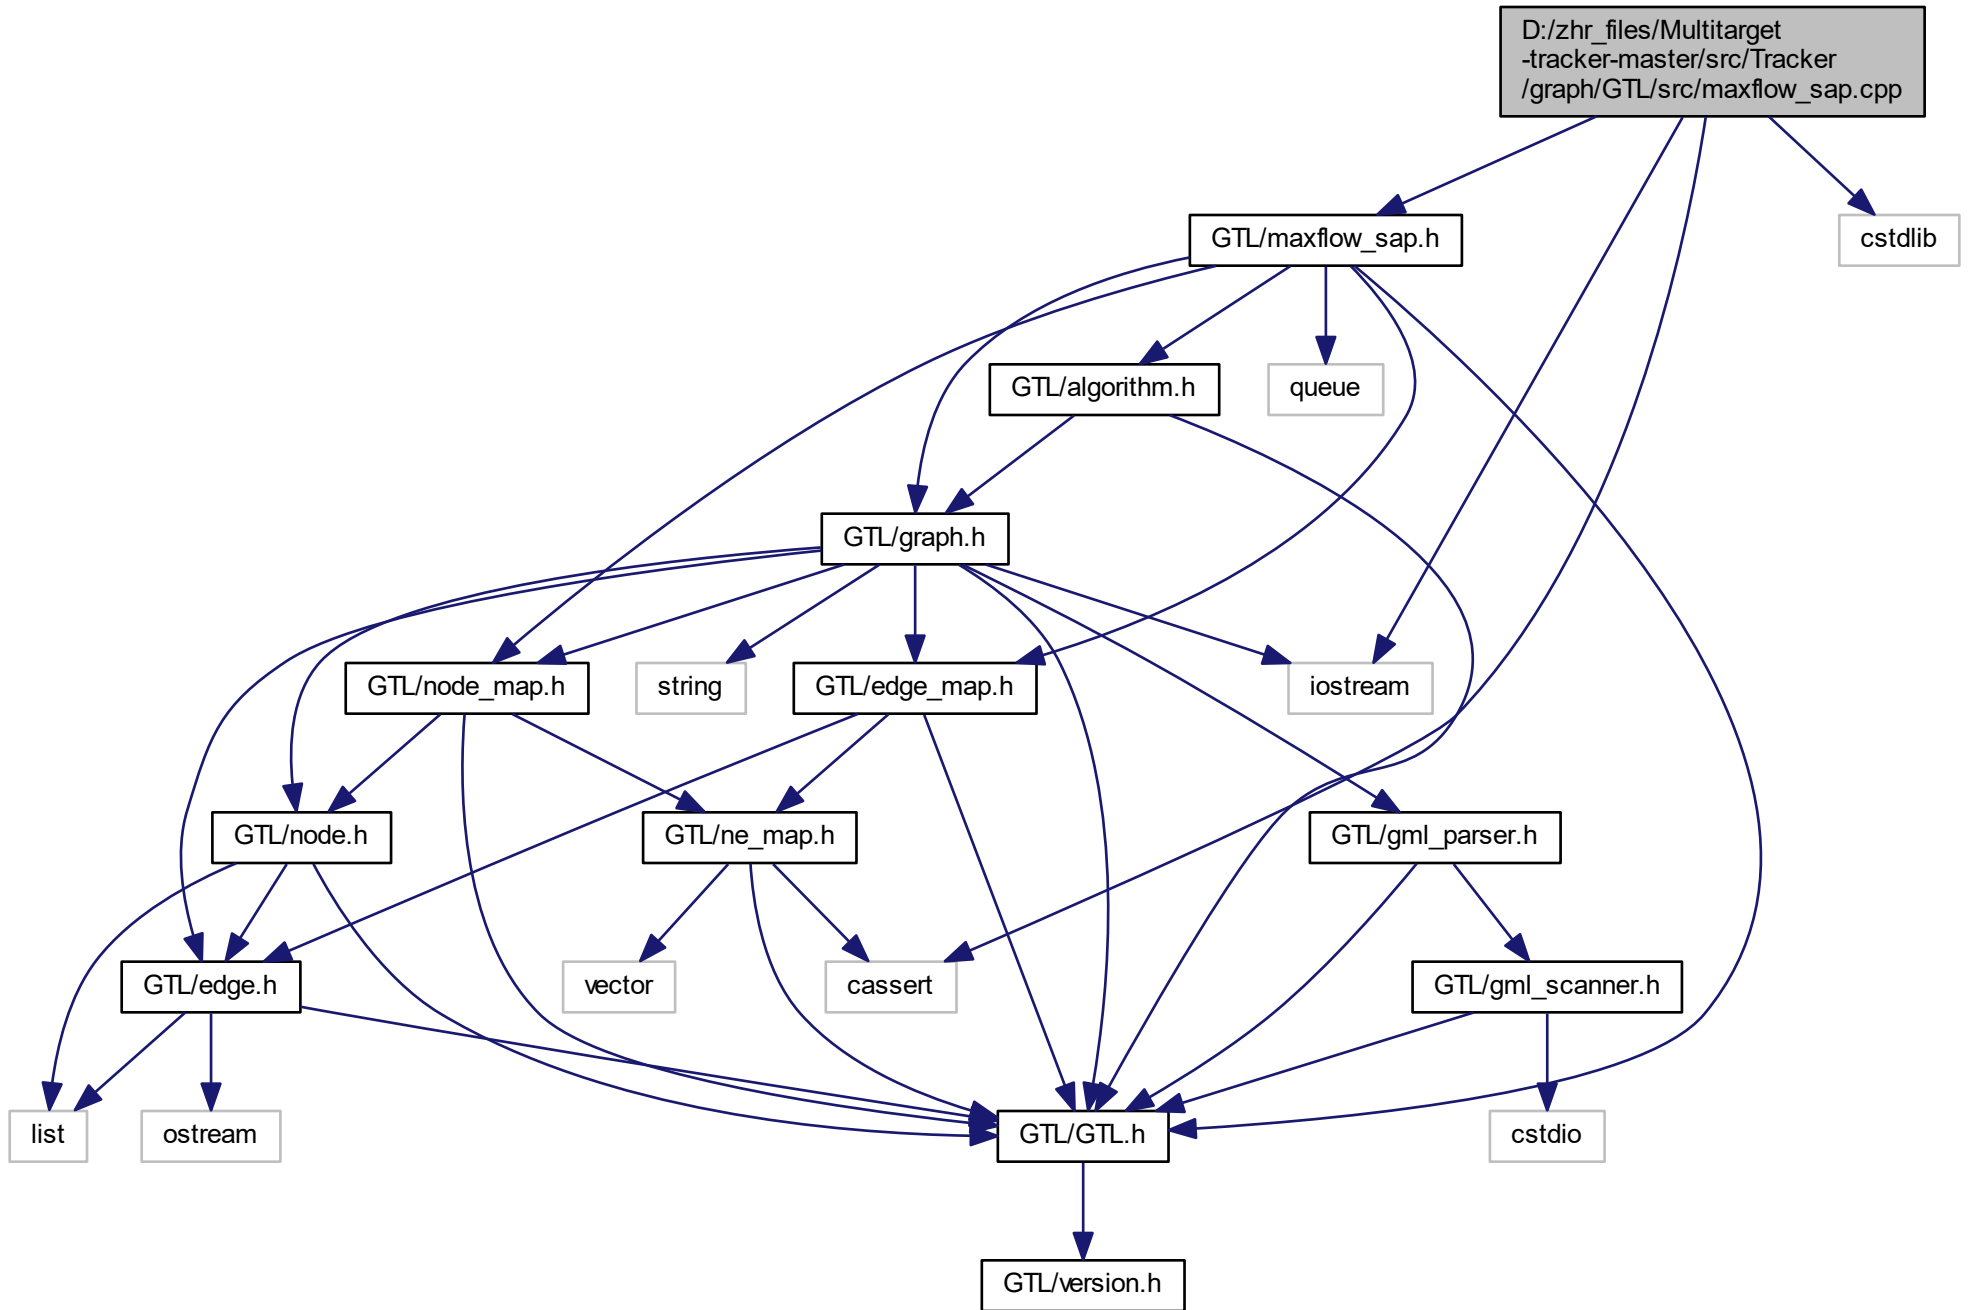 D:/zhr_files/Multitarget
-tracker-master/src/Tracker
/graph/GTL/src/maxflow_sap.cpp
GTL/maxflow_sap.h
cstdlib
GTL/algorithm.h
queue
GTL/graph.h
GTL/node_map.h
string
GTL/edge_map.h
iostream
GTL/node.h
GTL/ne_map.h
GTL/gml_parser.h
GTL/edge.h
vector
cassert
GTL/gml_scanner.h
list
ostream
GTL/GTL.h
cstdio
GTL/version.h